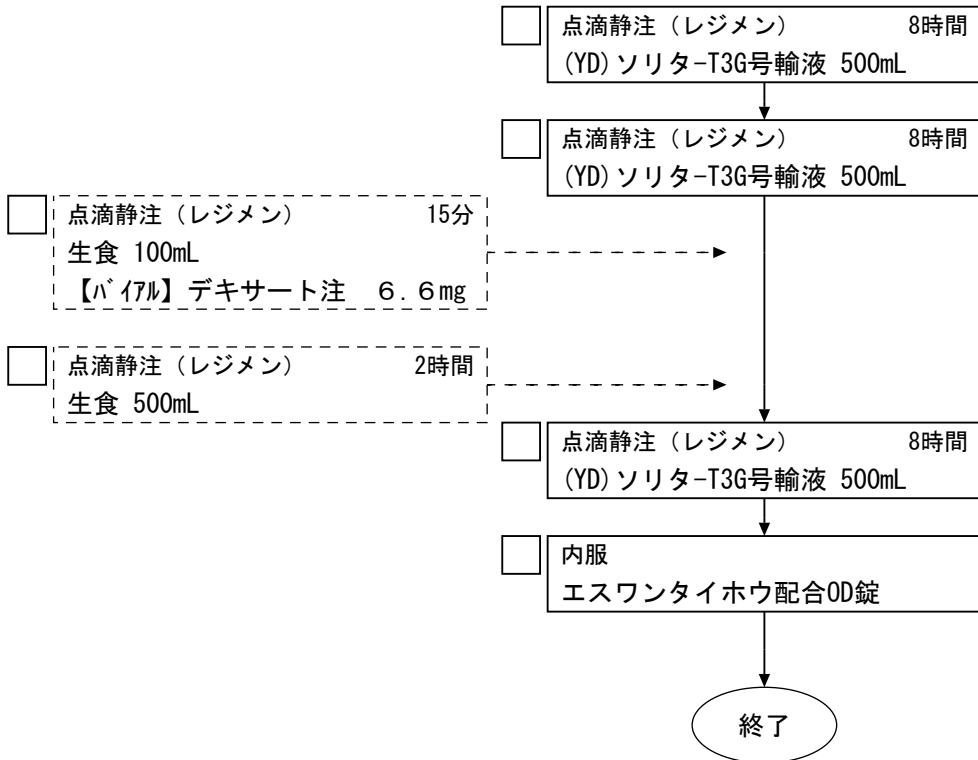 点滴静注（レジメン） 8時間
(YD)ソリタ-T3G号輸液 500mL
点滴静注（レジメン） 8時間
(YD)ソリタ-T3G号輸液 500mL
点滴静注（レジメン） 15分
生食 100mL
【ﾊﾞｲｱﾙ】デキサート注　６．６mg
点滴静注（レジメン） 2時間
生食 500mL
点滴静注（レジメン） 8時間
(YD)ソリタ-T3G号輸液 500mL
内服
エスワンタイホウ配合OD錠
終了